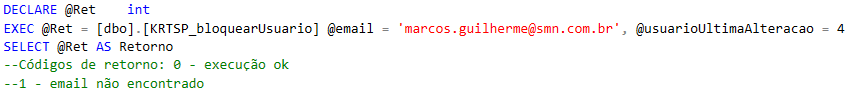 DECLARE @Ret    int
EXEC @Ret = [dbo].[KRTSP_bloquearUsuario] @email = 'marcos.guilherme@smn.com.br', @usuarioUltimaAlteracao = 4
SELECT @Ret AS Retorno
--Códigos de retorno: 0 - execução ok
--1 - email não encontrado